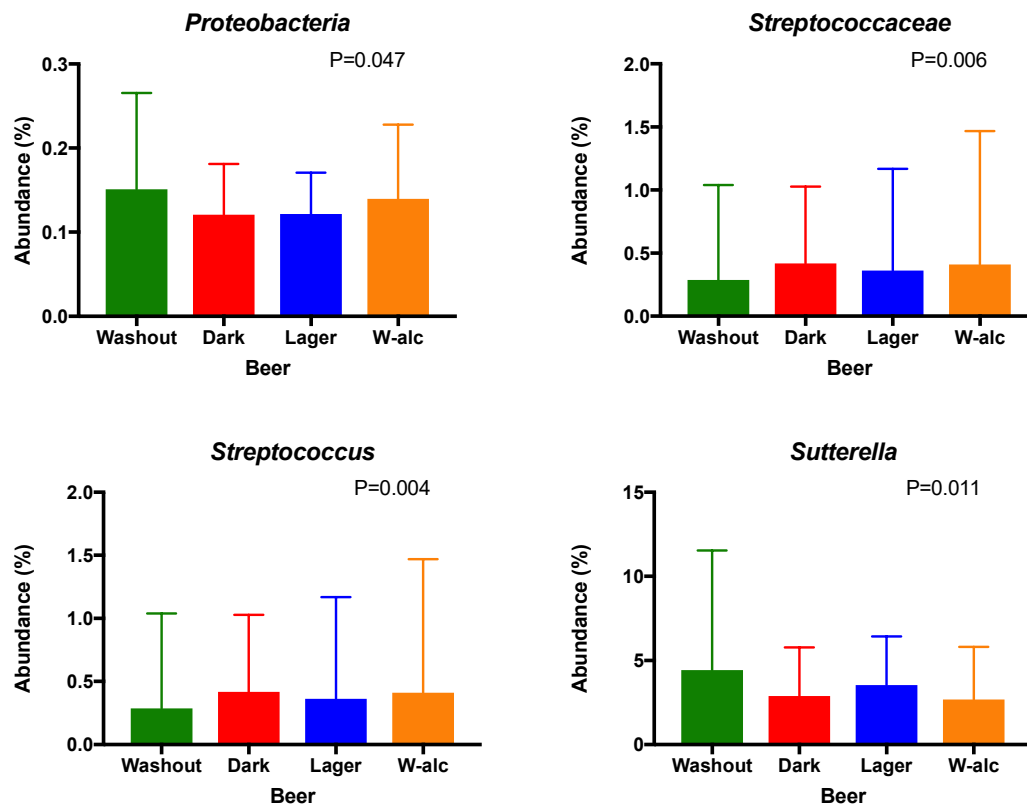 Proteobacteria
P=0.047
Abundance (%)
0.3
0.2
0.1
0.0
Washout Dark Lager W-alc
Beer
Streptococcaceae
P=0.006
Abundance (%)
2.0
1.5
1.0
0.5
0.0
Washout Dark Lager W-alc
Beer
Streptococcus
P=0.004
Abundance (%)
2.0
1.5
1.0
0.5
0.0
Washout Dark Lager W-alc
Beer
Sutterella
P=0.011
Abundance (%)
15
10
5
0
Washout Dark Lager W-alc
Beer